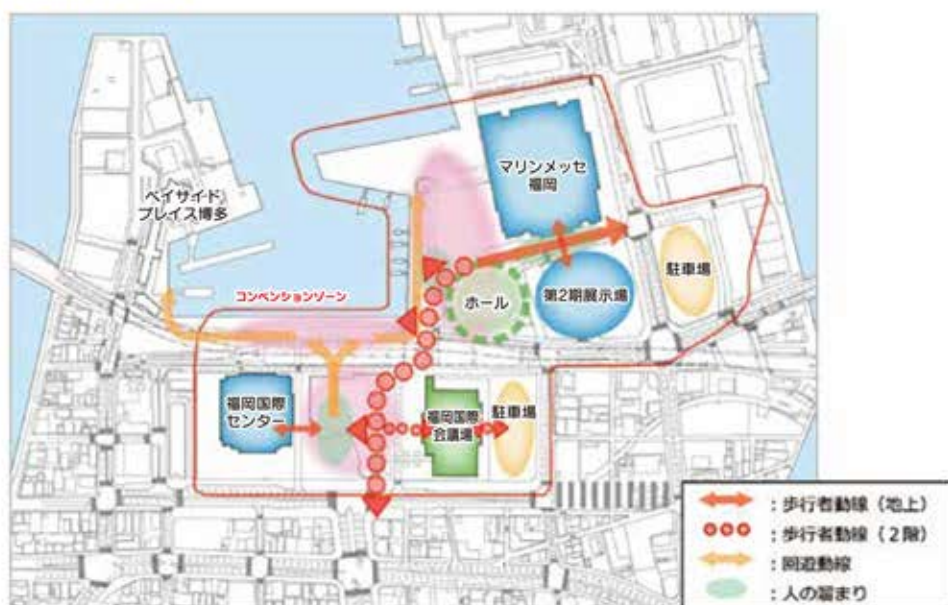 マリンメッセ
福岡
ベイサイド
プレイス博多
駐車場
コンベンションゾーン
ホール
第2期展示場
福岡国際
センター
福岡国際
会議場
駐車場
：歩行者動線（地上）
：歩行者動線（2階）
：回遊動線
：人の溜まり